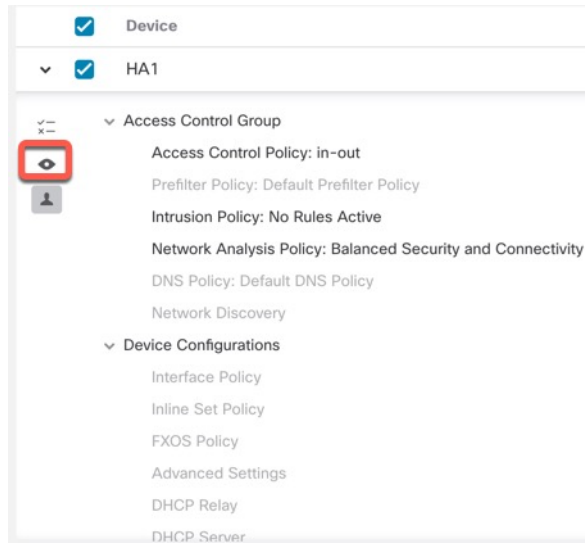 Device
HA1
Access Control Group
Access Control Policy: in-out
Prefilter Policy: Default Prefilter Policy
Intrusion Policy: No Rules Active
Network Analysis Policy: Balanced Security and Connectivity
DNS Policy: Default DNS Policy
Network Discovery
Device Configurations
Interface Policy
Inline Set Policy
FXOS Policy
Advanced Settings
DHCP Relay
DHCP Server